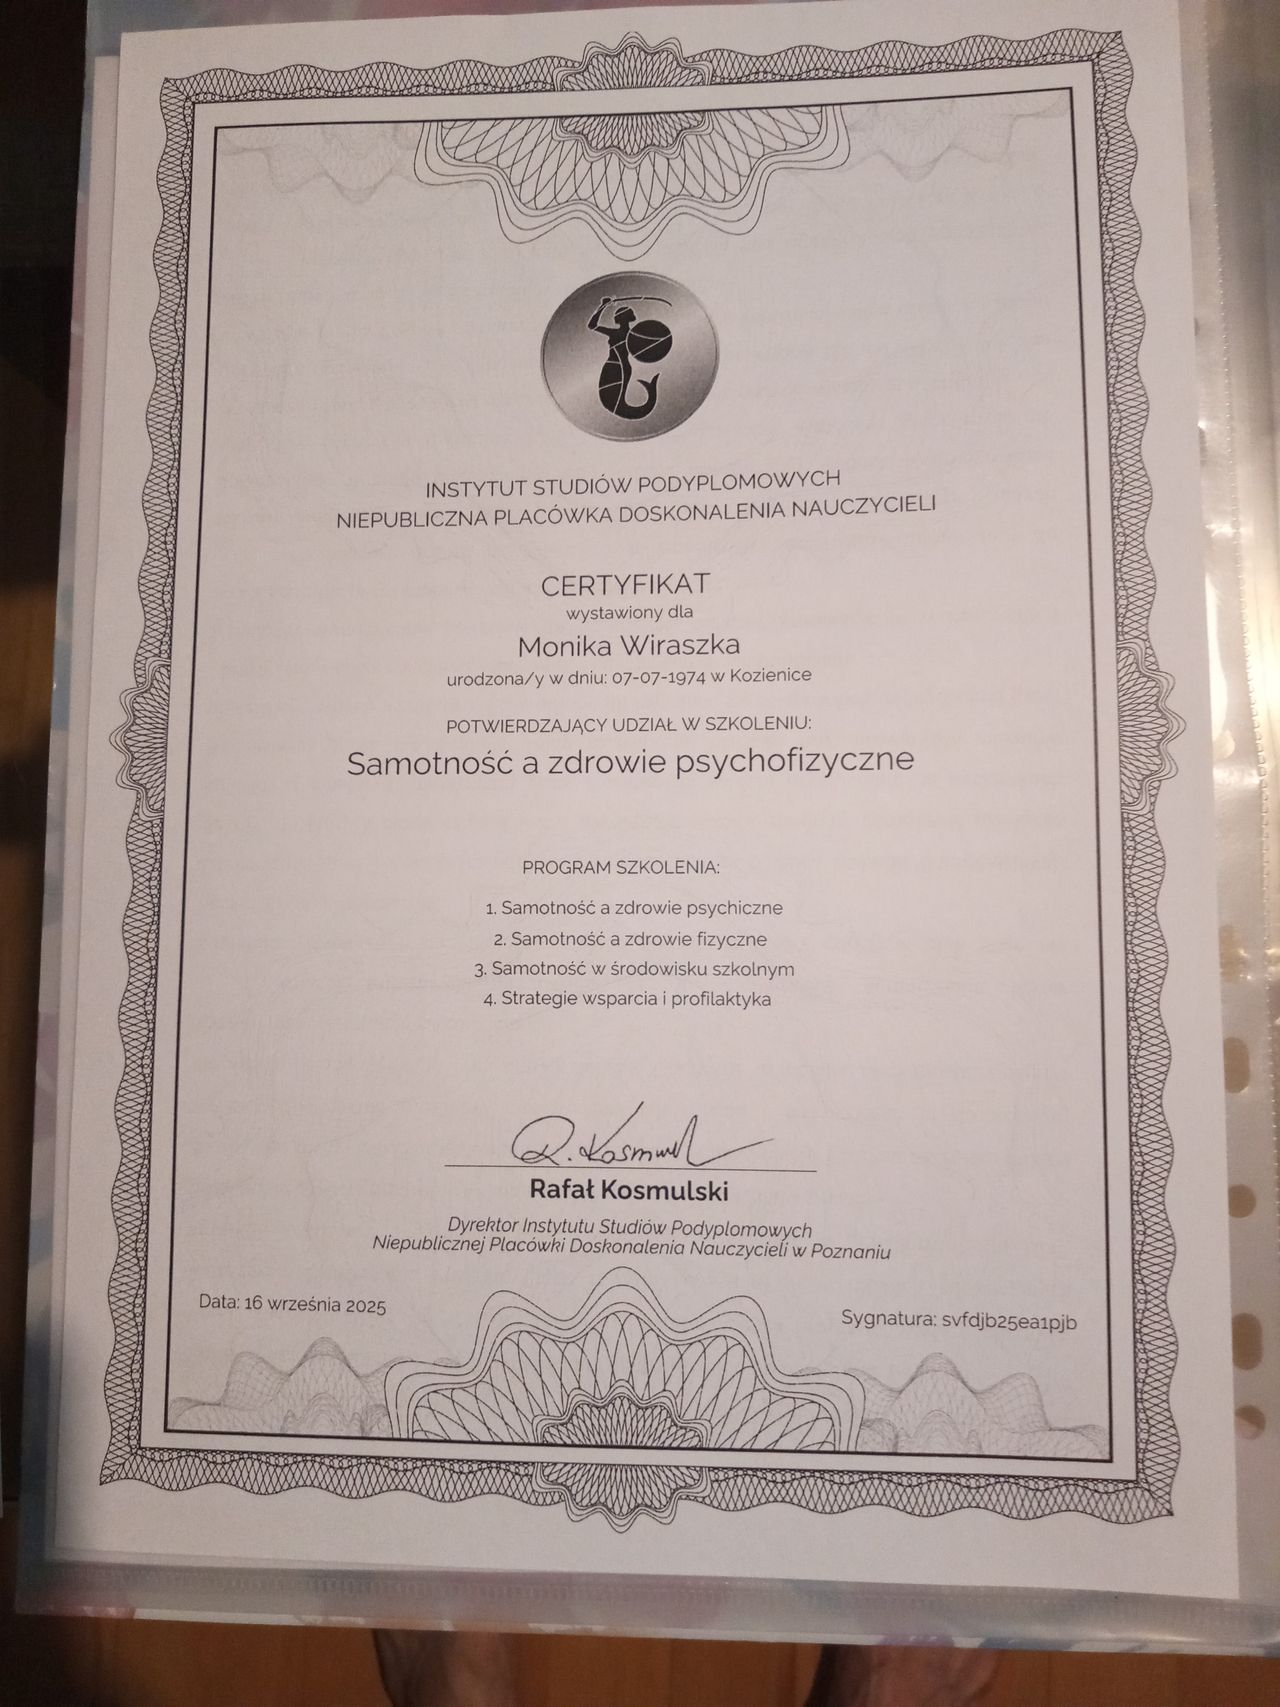 INSTYTUT STUDIÓW PODYPLOMOWYCH
NIEPUBLICZNA PLACÓWKA DOSKONALENIA NAUCZYCIELI
CERTYFIKAT
wystawiony dla
Monika Wiraszka
urodzona/y w dniu: 07-07-1974 w Kozienice
POTWIERDZAJĄCY UDZIAŁ W SZKOLENIU:
Samotność a zdrowie psychofizyczne
PROGRAM SZKOLENIA:
1. Samotność a zdrowie psychiczne
2. Samotność a zdrowie fizyczne
3. Samotność w środowisku szkolnym
4. Strategie wsparcia i profilaktyka
R. Kosmul
Rafał Kosmulski
Dyrektor Instytutu Studiów Podyplomowych
Niepublicznej Placówki Doskonalenia Nauczycieli w Poznaniu
Data: 16 września 2025
Sygnatura: svfdjb25ea1pjb